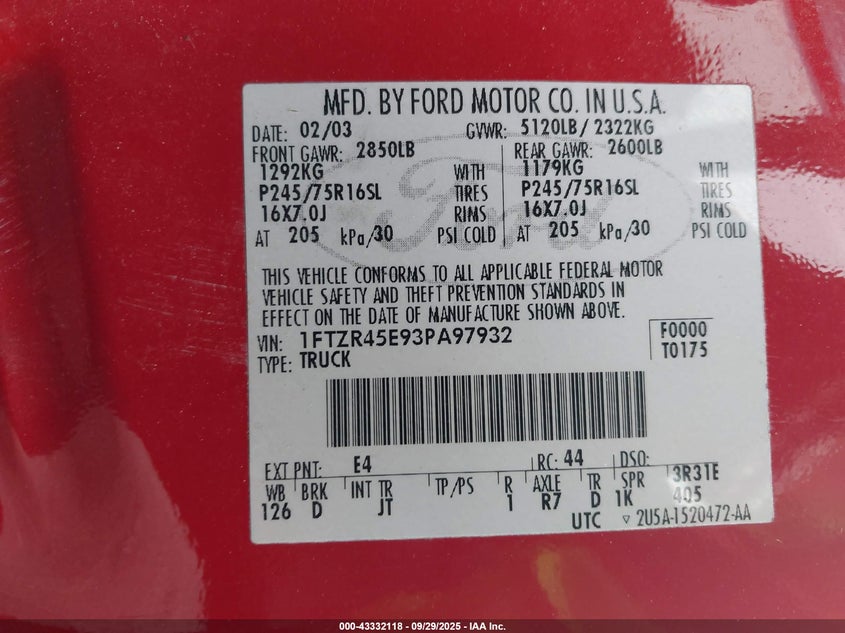 MFD. BY FORD MOTOR CO. IN U.S.A.
DATE: 02/03 GVWR: 5120LB/ 2322KG
FRONT GAWR: 2850LB REAR GAWR: 2600LB
1292KG WITH 1179KG WITH
P245/75R16SL TIRES P245/75R16SL TIRES
16X7.0J RIMS 16X7.0J RIMS
AT 205 kPa/30 PSI COLD AT 205 kPa/30 PSI COLD
Ford
THIS VEHICLE CONFORMS TO ALL APPLICABLE FEDERAL MOTOR
VEHICLE SAFETY AND THEFT PREVENTION STANDARDS IN
EFFECT ON THE DATE OF MANUFACTURE SHOWN ABOVE.
VIN: 1FTZR45E93PA97932 F0000
TYPE: TRUCK T0175
EXT PNT: E4 RC: 44 DSO:
WB BRK INT TR TP/PS R AXLE TR SPR 3R31E
126 D JT 1 R7 D 1K 405
UTC ▽ 2U5A-1520472-AA
000-43332118 - 09/29/2025 - IAA Inc.